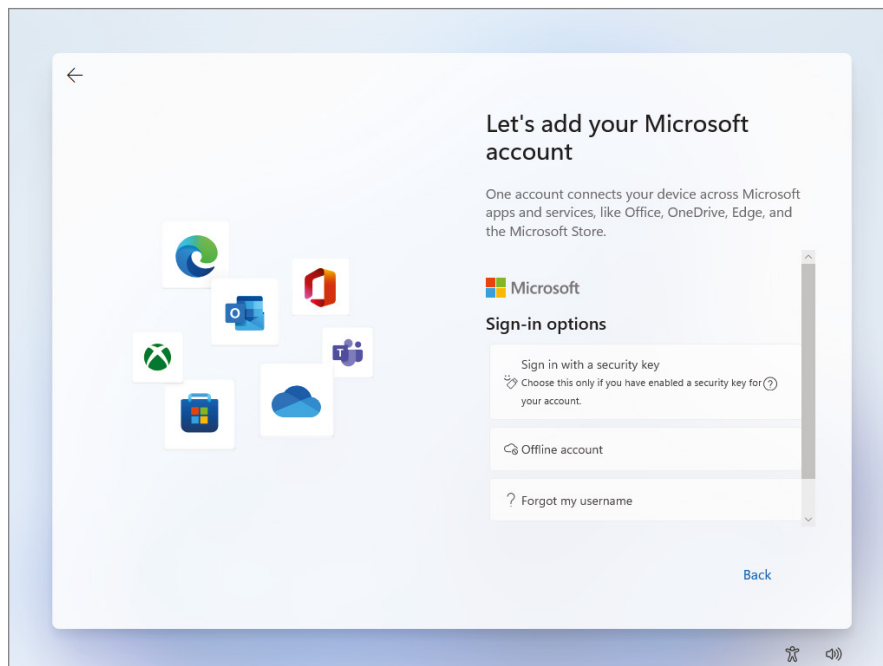 Let's add your Microsoft
account
One account connects your device across Microsoft
apps and services, like Office, OneDrive, Edge, and
the Microsoft Store.
Microsoft
Sign-in options
Sign in with a security key
Choose this only if you have enabled a security key for
your account.
Offline account
Forgot my username
Back